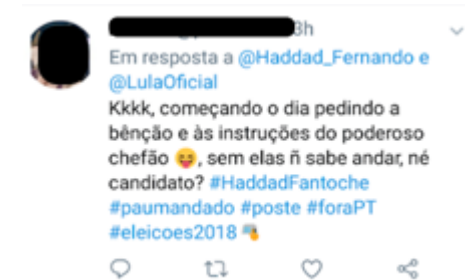 3h
Em resposta a @Haddad_Fernando e
@LulaOficial
Kkkk, começando o dia pedindo a
bênção e às instruções do poderoso
chefão 😝, sem elas ñ sabe andar, né
candidato? #HaddadFantoche
#paumandado #poste #foraPT
#eleicoes2018